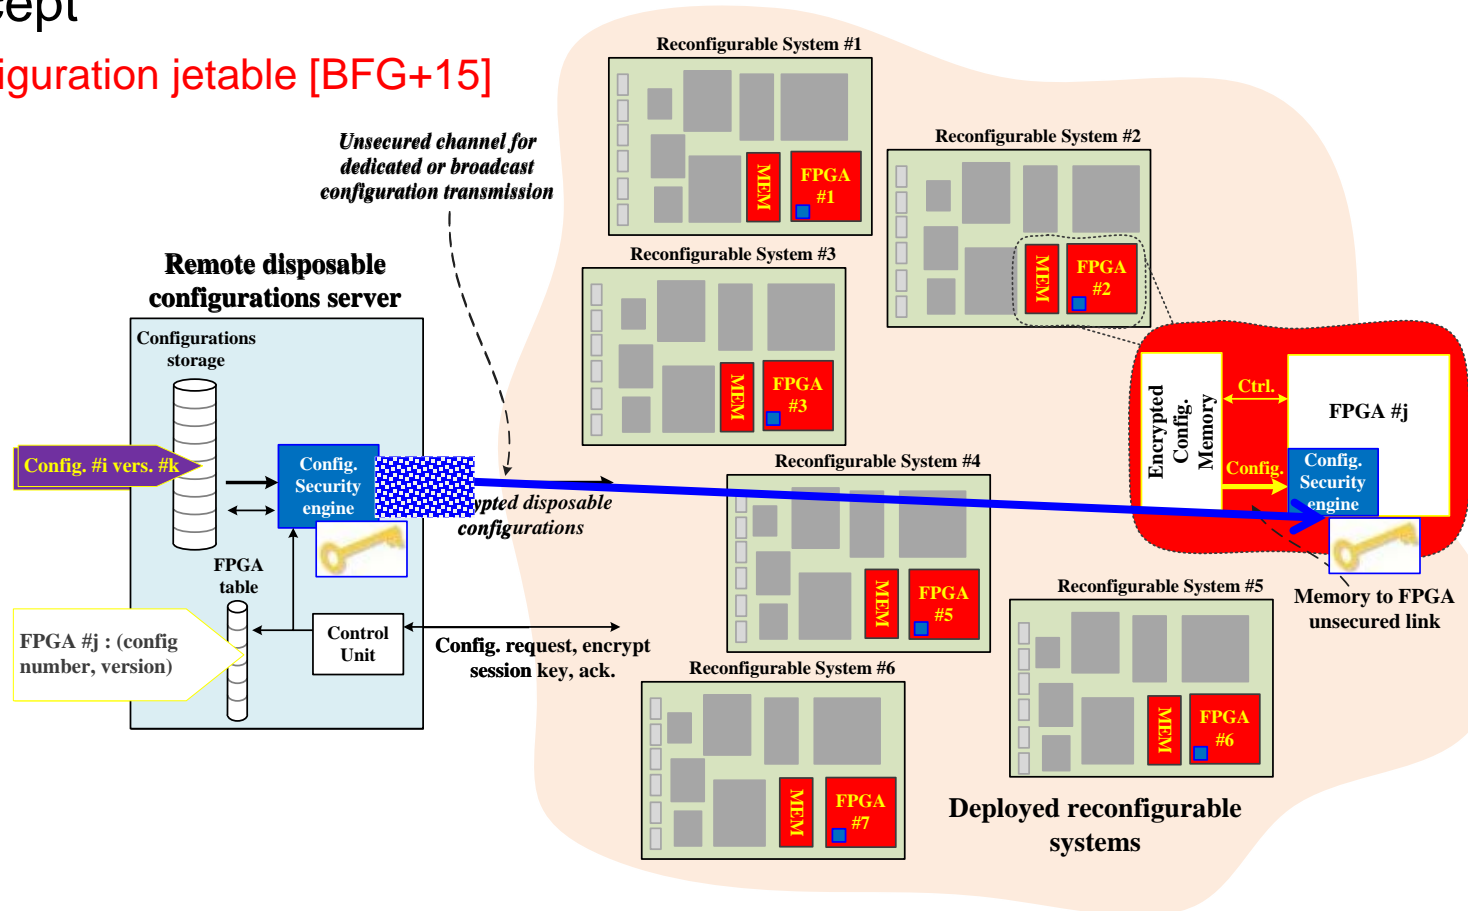 cept
iguration jetable [BFG+15]
Unsecured channel for
dedicated or broadcast
configuration transmission
Remote disposable
configurations server
Configurations
storage
Config. #i vers. #k
Config.
Security
engine
ypted disposable
configurations
FPGA
table
FPGA #j : (config
number, version)
Control
Unit
Config. request, encrypt
session key, ack.
Reconfigurable System #1
MEM
FPGA
#1
Reconfigurable System #2
MEM
FPGA
#2
Reconfigurable System #3
MEM
FPGA
#3
Reconfigurable System #4
MEM
FPGA
#5
Reconfigurable System #5
MEM
FPGA
#6
Reconfigurable System #6
MEM
FPGA
#7
Encrypted
Config.
Memory
Ctrl.
Config.
FPGA #j
Config.
Security
engine
Memory to FPGA
unsecured link
Deployed reconfigurable
systems